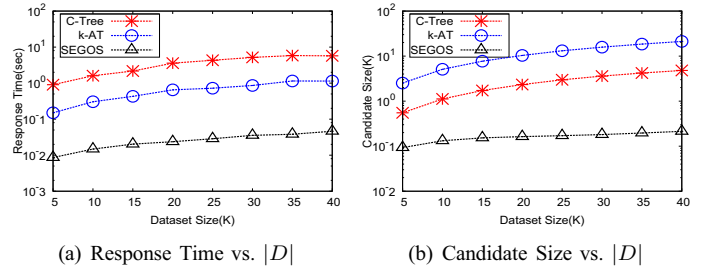 C-Tree
k-AT
SEGOS
Response Time(sec)
10^2
10^1
10^0
10^-1
10^-2
10^-3
5 10 15 20 25 30 35 40
Dataset Size(K)
(a) Response Time vs. |D|
C-Tree
k-AT
SEGOS
Candidate Size(K)
10^2
10^1
10^0
10^-1
10^-2
5 10 15 20 25 30 35 40
Dataset Size(K)
(b) Candidate Size vs. |D|